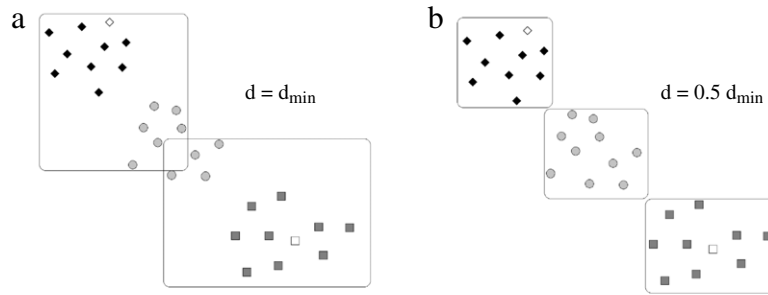 a
d = d_min
b
d = 0.5 d_min